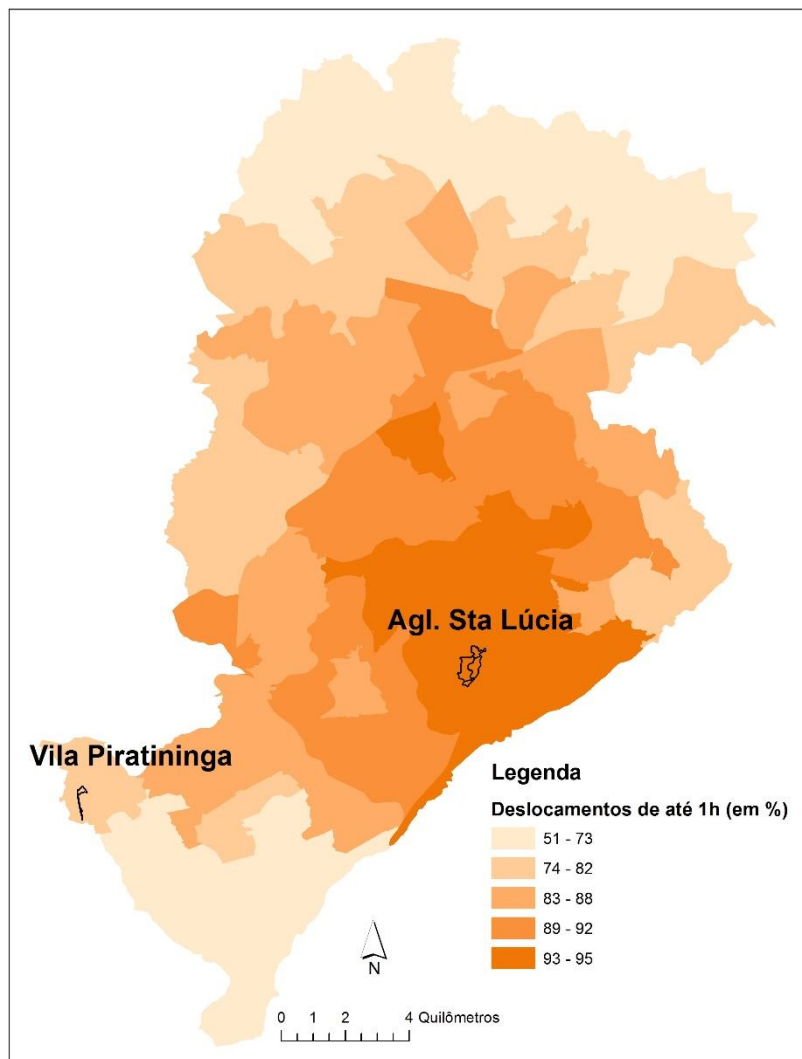 Agl. Sta Lúcia
Vila Piratininga
Legenda
Deslocamentos de até 1h (em %)
51 - 73
74 - 82
83 - 88
89 - 92
93 - 95
N
0 1 2 4 Quilômetros